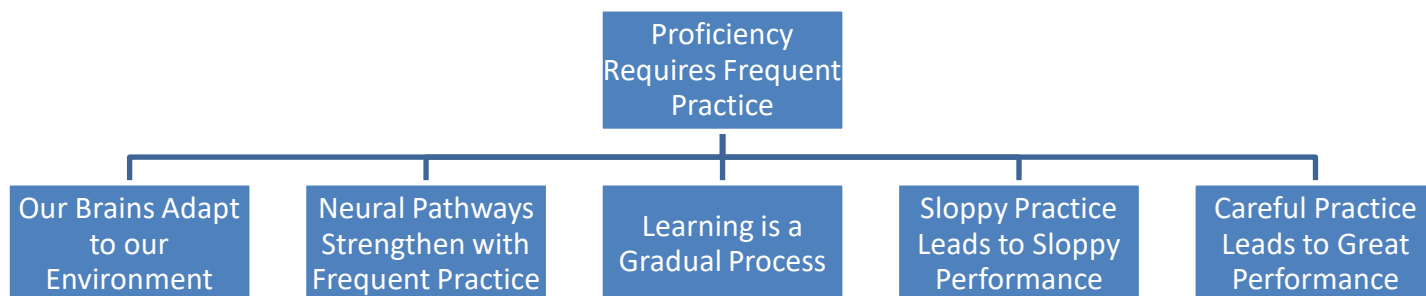 Proficiency
Requires Frequent
Practice
Our Brains Adapt
to our
Environment
Neural Pathways
Strengthen with
Frequent Practice
Learning is a
Gradual Process
Sloppy Practice
Leads to Sloppy
Performance
Careful Practice
Leads to Great
Performance